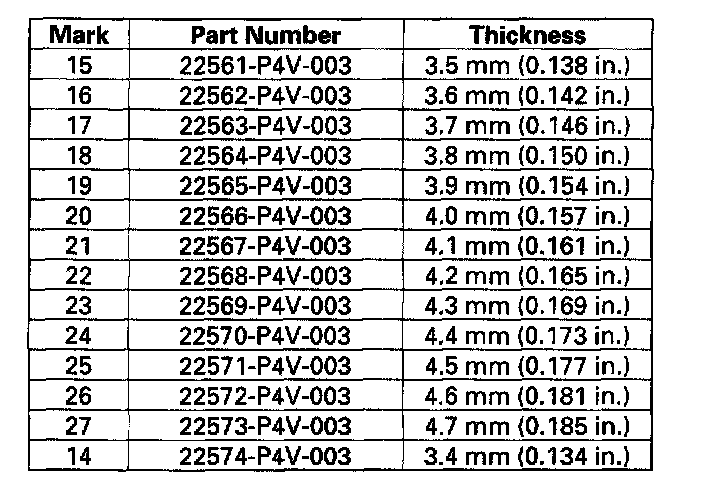 Mark Part Number Thickness
15 22561-P4V-003 3.5 mm (0.138 in.)
16 22562-P4V-003 3.6 mm (0.142 in.)
17 22563-P4V-003 3.7 mm (0.146 in.)
18 22564-P4V-003 3.8 mm (0.150 in.)
19 22565-P4V-003 3.9 mm (0.154 in.)
20 22566-P4V-003 4.0 mm (0.157 in.)
21 22567-P4V-003 4.1 mm (0.161 in.)
22 22568-P4V-003 4.2 mm (0.165 in.)
23 22569-P4V-003 4.3 mm (0.169 in.)
24 22570-P4V-003 4.4 mm (0.173 in.)
25 22571-P4V-003 4.5 mm (0.177 in.)
26 22572-P4V-003 4.6 mm (0.181 in.)
27 22573-P4V-003 4.7 mm (0.185 in.)
14 22574-P4V-003 3.4 mm (0.134 in.)